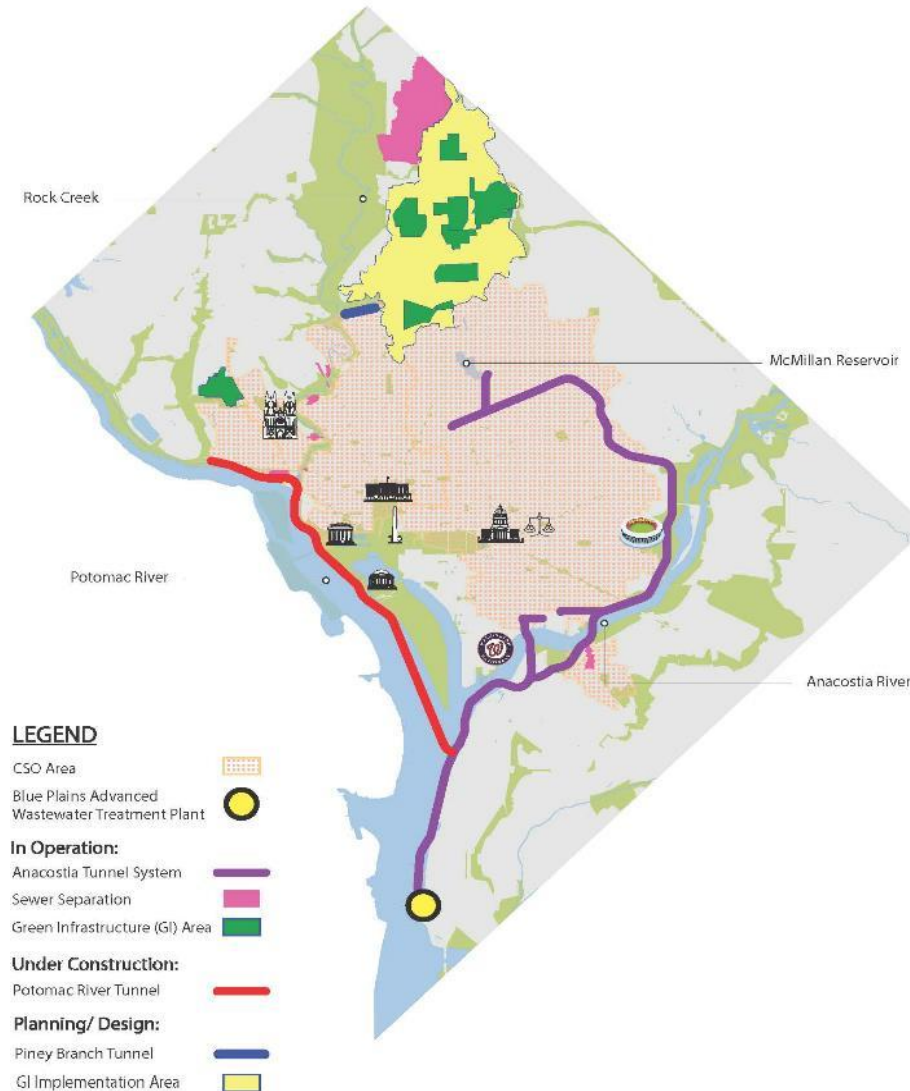 Rock Creek
McMillan Reservoir
Potomac River
Anacostia River
W
LEGEND
CSO Area
Blue Plains Advanced
Wastewater Treatment Plant
In Operation:
Anacostia Tunnel System
Sewer Separation
Green Infrastructure (GI) Area
Under Construction:
Potomac River Tunnel
Planning/ Design:
Piney Branch Tunnel
GI Implementation Area